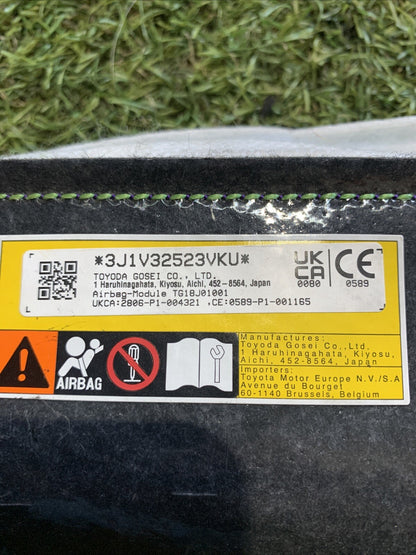 *3J1V32523VKU*
TOYODA GOSEI CO., LTD.
1 Haruhinagahata, Kiyosu, Aichi, 452-8564, Japan
Airbag-Module TG18J01001
UKCA:2806-P1-004321 ,CE:0589-P1-001165
UK
CA
0080
CE
0589
AIRBAG
Manufactures:
Toyoda Gosei Co.,Ltd.
1 Haruhinagahata, Kiyosu,
Aichi, 452-8564, Japan
Importers:
Toyota Motor Europe N.V./S.A
Avenue du Bourget
60-1140 Brussels, Belgium